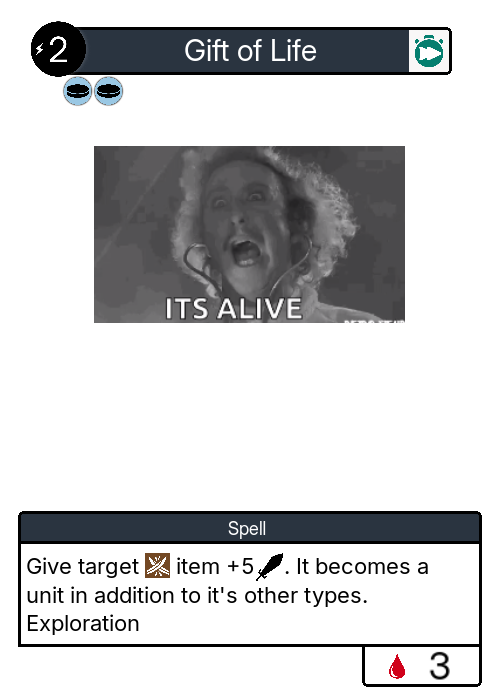 2 Gift of Life
ITS ALIVE
Spell
Give target item +5. It becomes a
unit in addition to it's other types.
Exploration
3